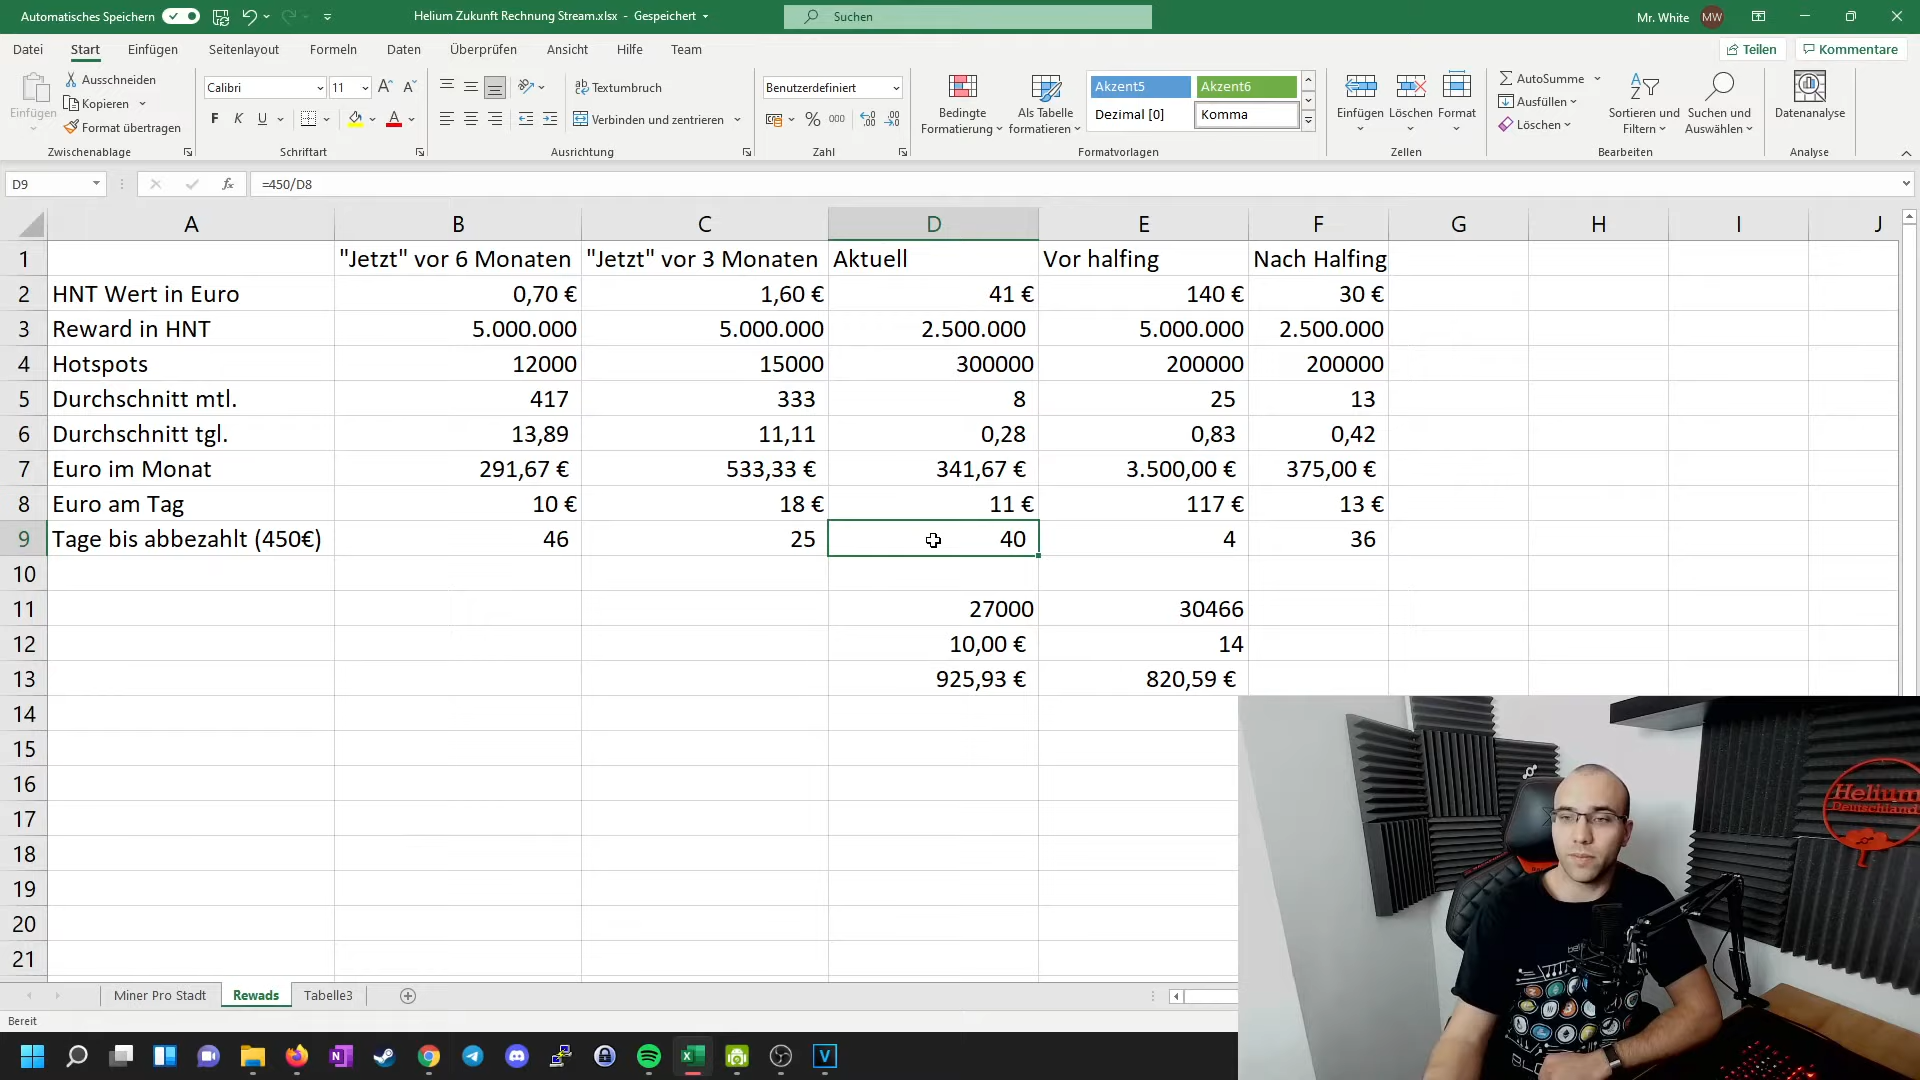 Automatisches Speichern
Helium Zukunft Rechnung Stream.xlsx - Gespeichert
Suchen
Mr. White MW
Datei Start Einfügen Seitenlayout Formeln Daten Überprüfen Ansicht Hilfe Team Teilen Kommentare
Einfügen
Ausschneiden
Kopieren
Format übertragen
Zwischenablage
Calibri 11
F K U
Schriftart
Textumbruch
Verbinden und zentrieren
Ausrichtung
Benutzerdefiniert
% 000
Zahl
Bedingte Formatierung
Als Tabelle formatieren
Akzent5 Akzent6
Dezimal [0] Komma
Formatvorlagen
Einfügen Löschen Format
Zellen
AutoSumme
Ausfüllen
Löschen
Sortieren und Filtern
Suchen und Auswählen
Bearbeiten
Datenanalyse
Analyse
D9 fx =450/D8
A B C D E F G H I J
1 "Jetzt" vor 6 Monaten "Jetzt" vor 3 Monaten Aktuell Vor halfing Nach Halfing
2 HNT Wert in Euro 0,70 € 1,60 € 41 € 140 € 30 €
3 Reward in HNT 5.000.000 5.000.000 2.500.000 5.000.000 2.500.000
4 Hotspots 12000 15000 300000 200000 200000
5 Durchschnitt mtl. 417 333 8 25 13
6 Durchschnitt tgl. 13,89 11,11 0,28 0,83 0,42
7 Euro im Monat 291,67 € 533,33 € 341,67 € 3.500,00 € 375,00 €
8 Euro am Tag 10 € 18 € 11 € 117 € 13 €
9 Tage bis abbezahlt (450€) 46 25 40 4 36
10
11 27000 30466
12 10,00 € 14
13 925,93 € 820,59 €
14
15
16
17
18
19
20
21
Helium
Deutschland
Miner Pro Stadt Rewads Tabelle3
Bereit